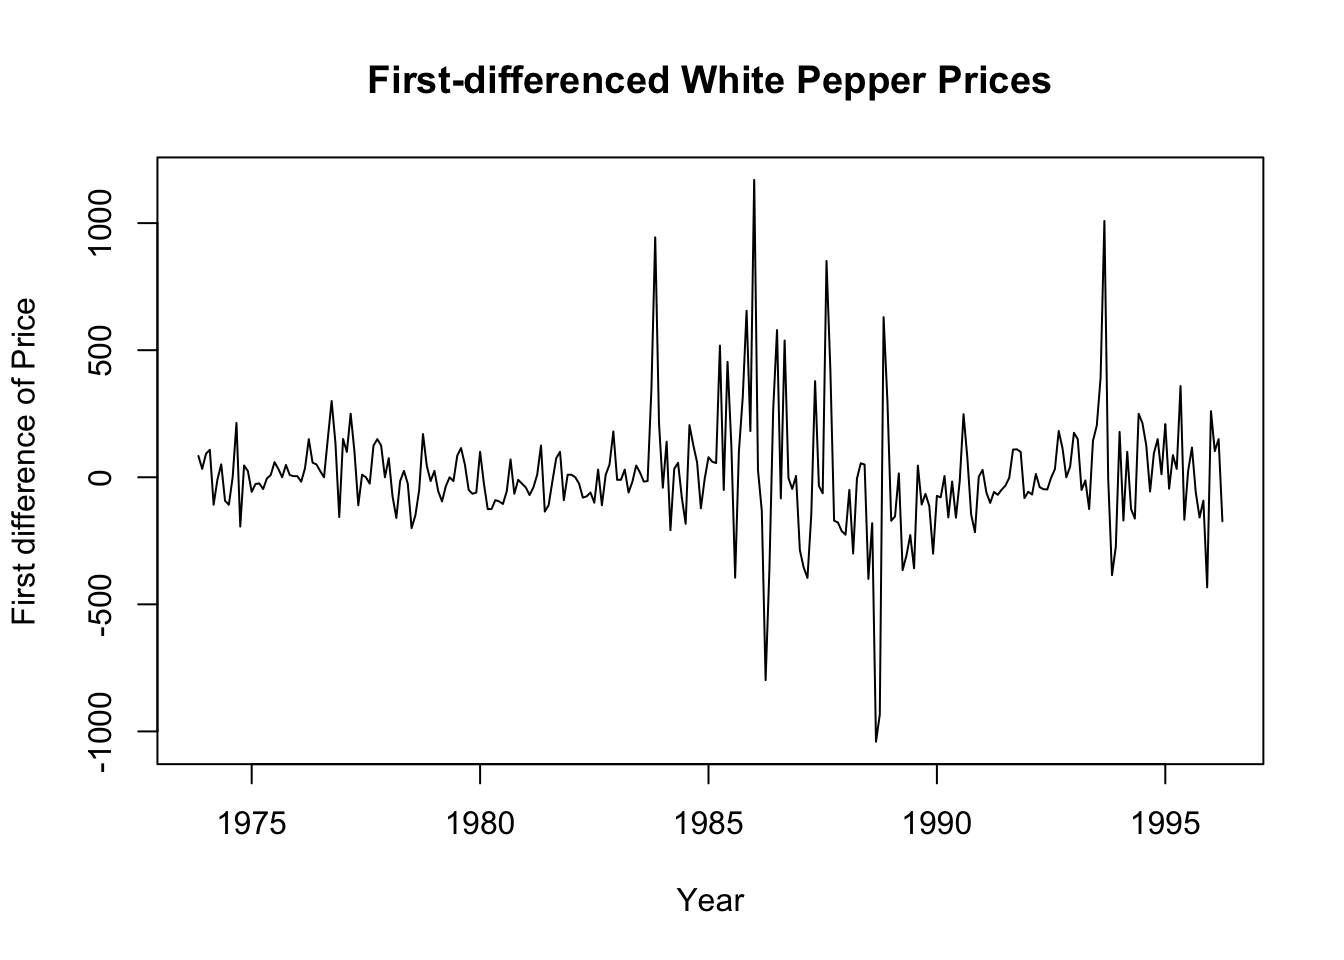 First-differenced White Pepper Prices
First difference of Price
1000
500
0
-500
-1000
1975 1980 1985 1990 1995
Year